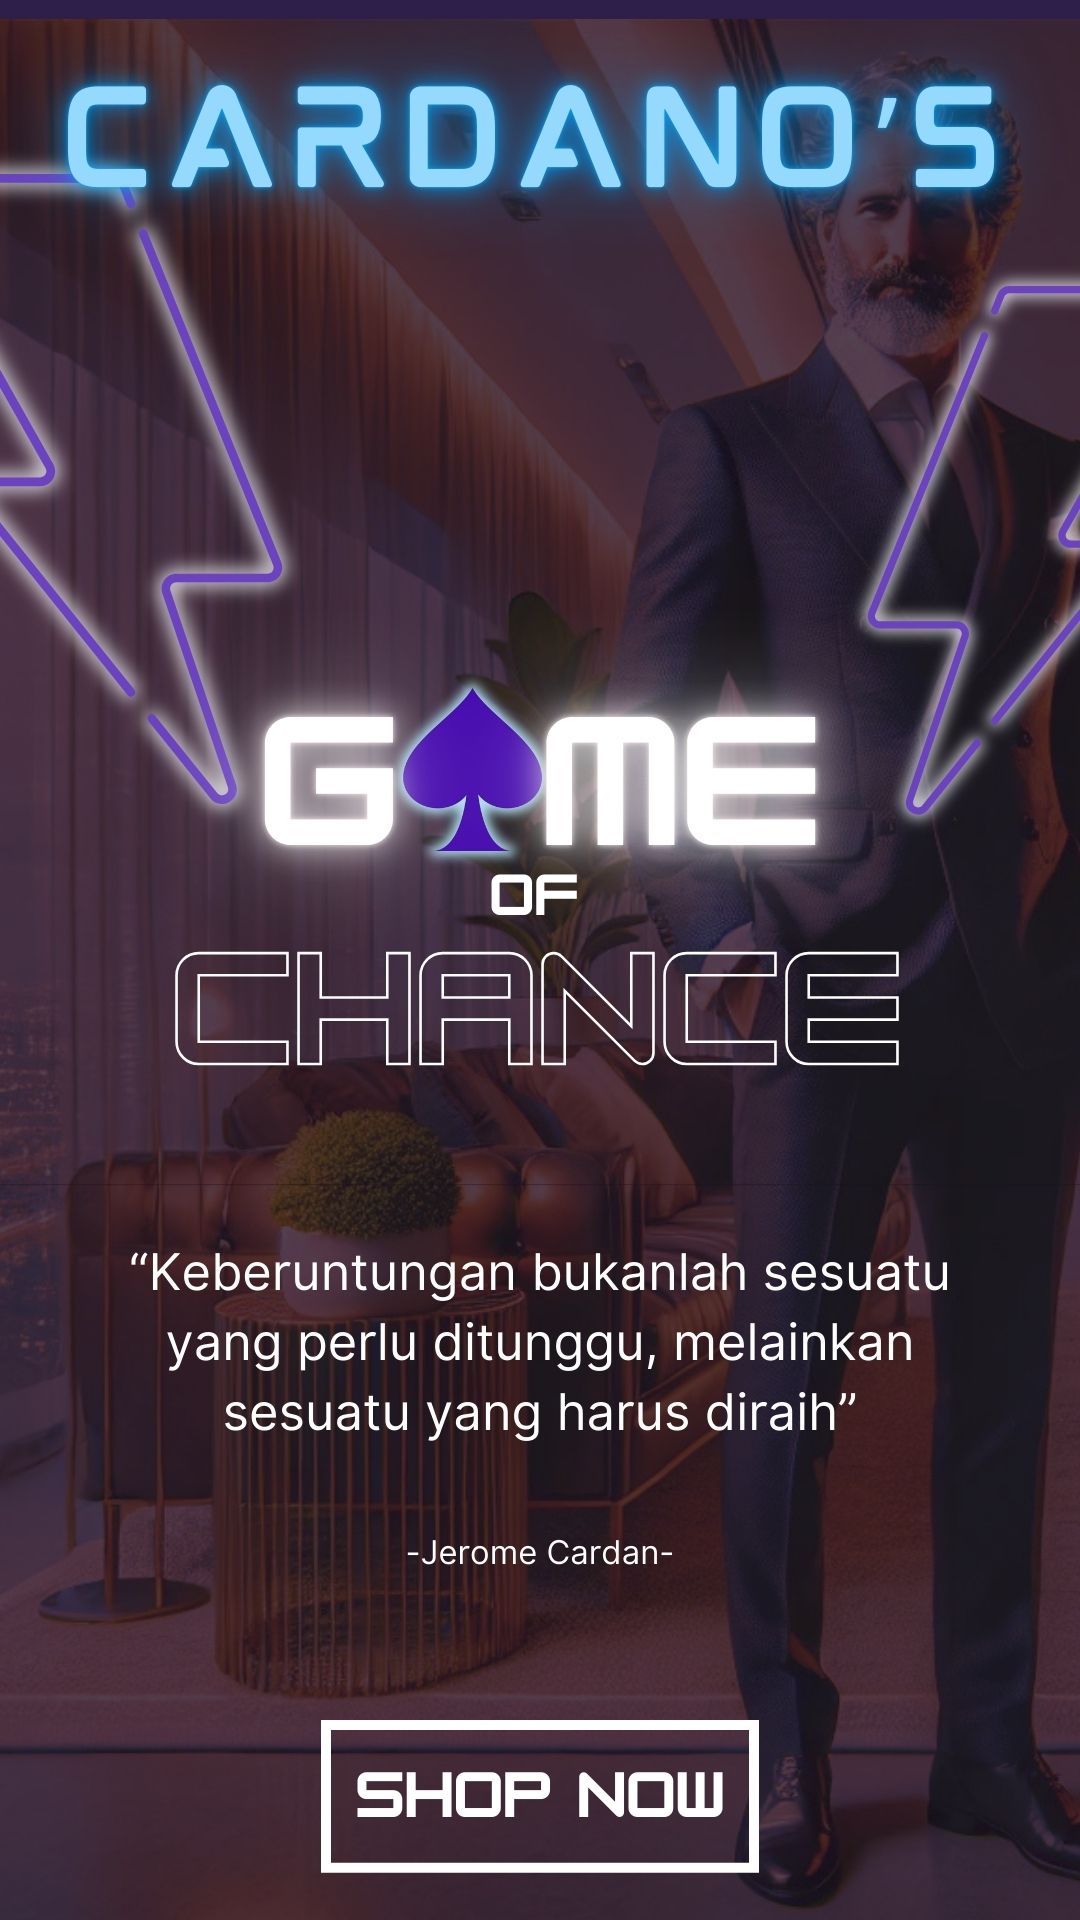 CARDANO'S
GAME
OF
CHANCE
“Keberuntungan bukanlah sesuatu
yang perlu ditunggu, melainkan
sesuatu yang harus diraih”
-Jerome Cardan-
SHOP NOW